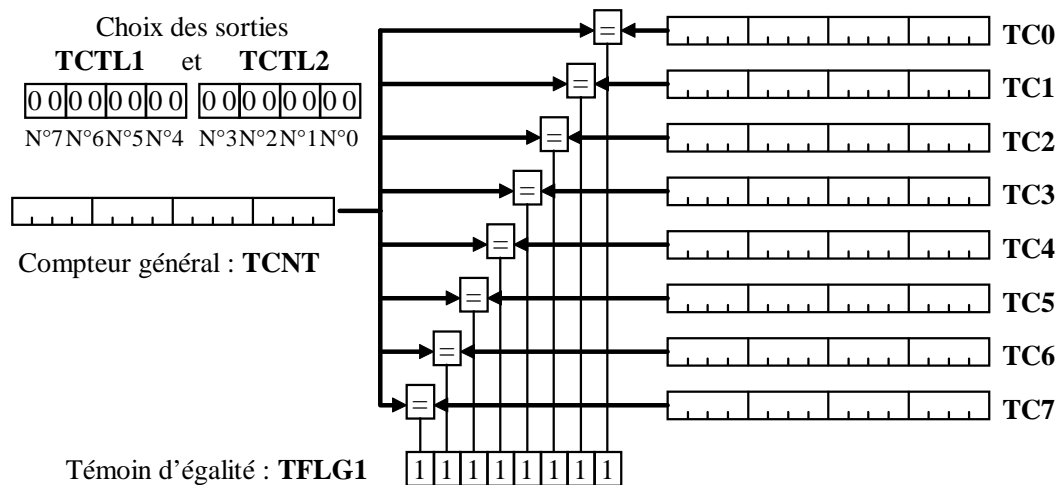 Choix des sorties
TCTL1 et TCTL2
0 0 0 0 0 0 0 0 0 0 0 0 0 0 0 0
N°7 N°6 N°5 N°4 N°3 N°2 N°1 N°0
Compteur général : TCNT
= TC0
= TC1
= TC2
= TC3
= TC4
= TC5
= TC6
= TC7
Témoin d'égalité : TFLG1 1 1 1 1 1 1 1 1